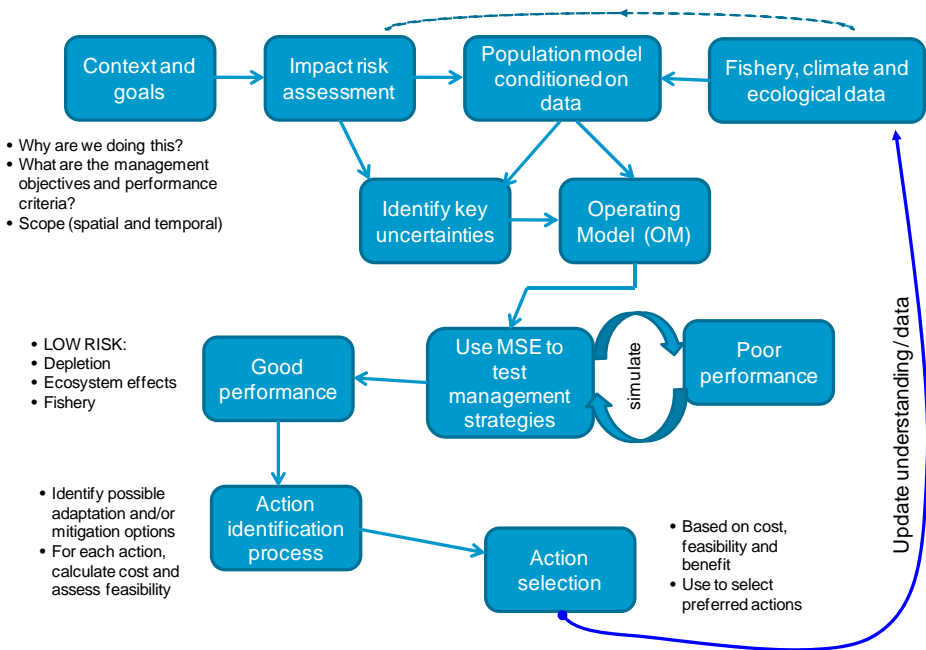 Context and
goals
Impact risk
assessment
Population model
conditioned on
data
Fishery, climate and
ecological data
• Why are we doing this?
• What are the management
objectives and performance
criteria?
• Scope (spatial and temporal)
Identify key
uncertainties
Operating
Model (OM)
• LOW RISK:
• Depletion
• Ecosystem effects
• Fishery
Good
performance
Use MSE to
test
management
strategies
simulate
Poor
performance
Update understanding/data
• Identify possible
adaptation and/or
mitigation options
• For each action,
calculate cost and
assess feasibility
Action
identification
process
Action
selection
• Based on cost,
feasibility and
benefit
• Use to select
preferred actions